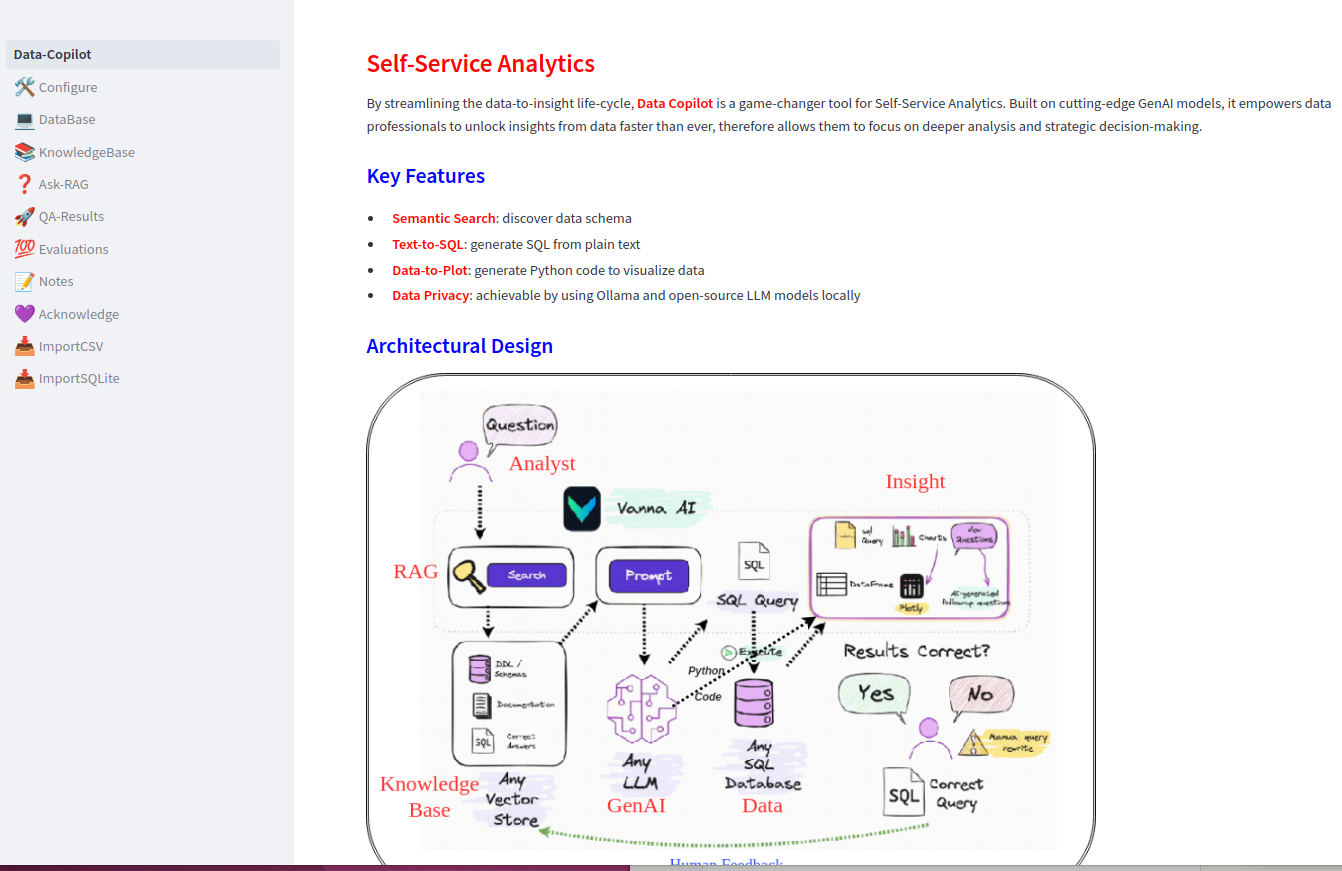 Data-Copilot
Configure
DataBase
KnowledgeBase
Ask-RAG
QA-Results
💯 Evaluations
Notes
Acknowledge
ImportCSV
ImportSQLite
Self-Service Analytics
By streamlining the data-to-insight life-cycle, Data Copilot is a game-changer tool for Self-Service Analytics. Built on cutting-edge GenAI models, it empowers data
professionals to unlock insights from data faster than ever, therefore allows them to focus on deeper analysis and strategic decision-making.
Key Features
Semantic Search: discover data schema
Text-to-SQL: generate SQL from plain text
Data-to-Plot: generate Python code to visualize data
Data Privacy: achievable by using Ollama and open-source LLM models locally
Architectural Design
Question
Analyst
Vanna AI
Insight
sql
Query
Charts
New
Questions
DataFrame
Plotly
AI-generated
followup questions
RAG
Search
Prompt
SQL
SQL Query
Execute
Python
Code
DDL /
Schemas
Documentation
SQL
Correct
Answers
Knowledge
Base
Any
Vector
Store
Any
LLM
GenAI
Any
SQL
Database
Data
Results Correct?
Yes
No
Manua query
rewrite
SQL
Correct
Query
Human Feedback